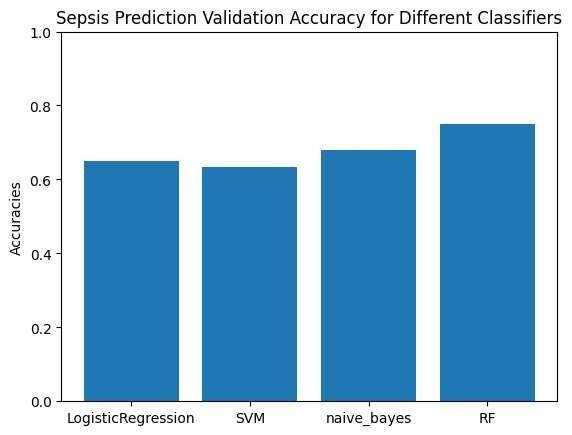 Sepsis Prediction Validation Accuracy for Different Classifiers
1.0
0.8
0.6
0.4
0.2
0.0
Accuracies
LogisticRegression SVM naive_bayes RF